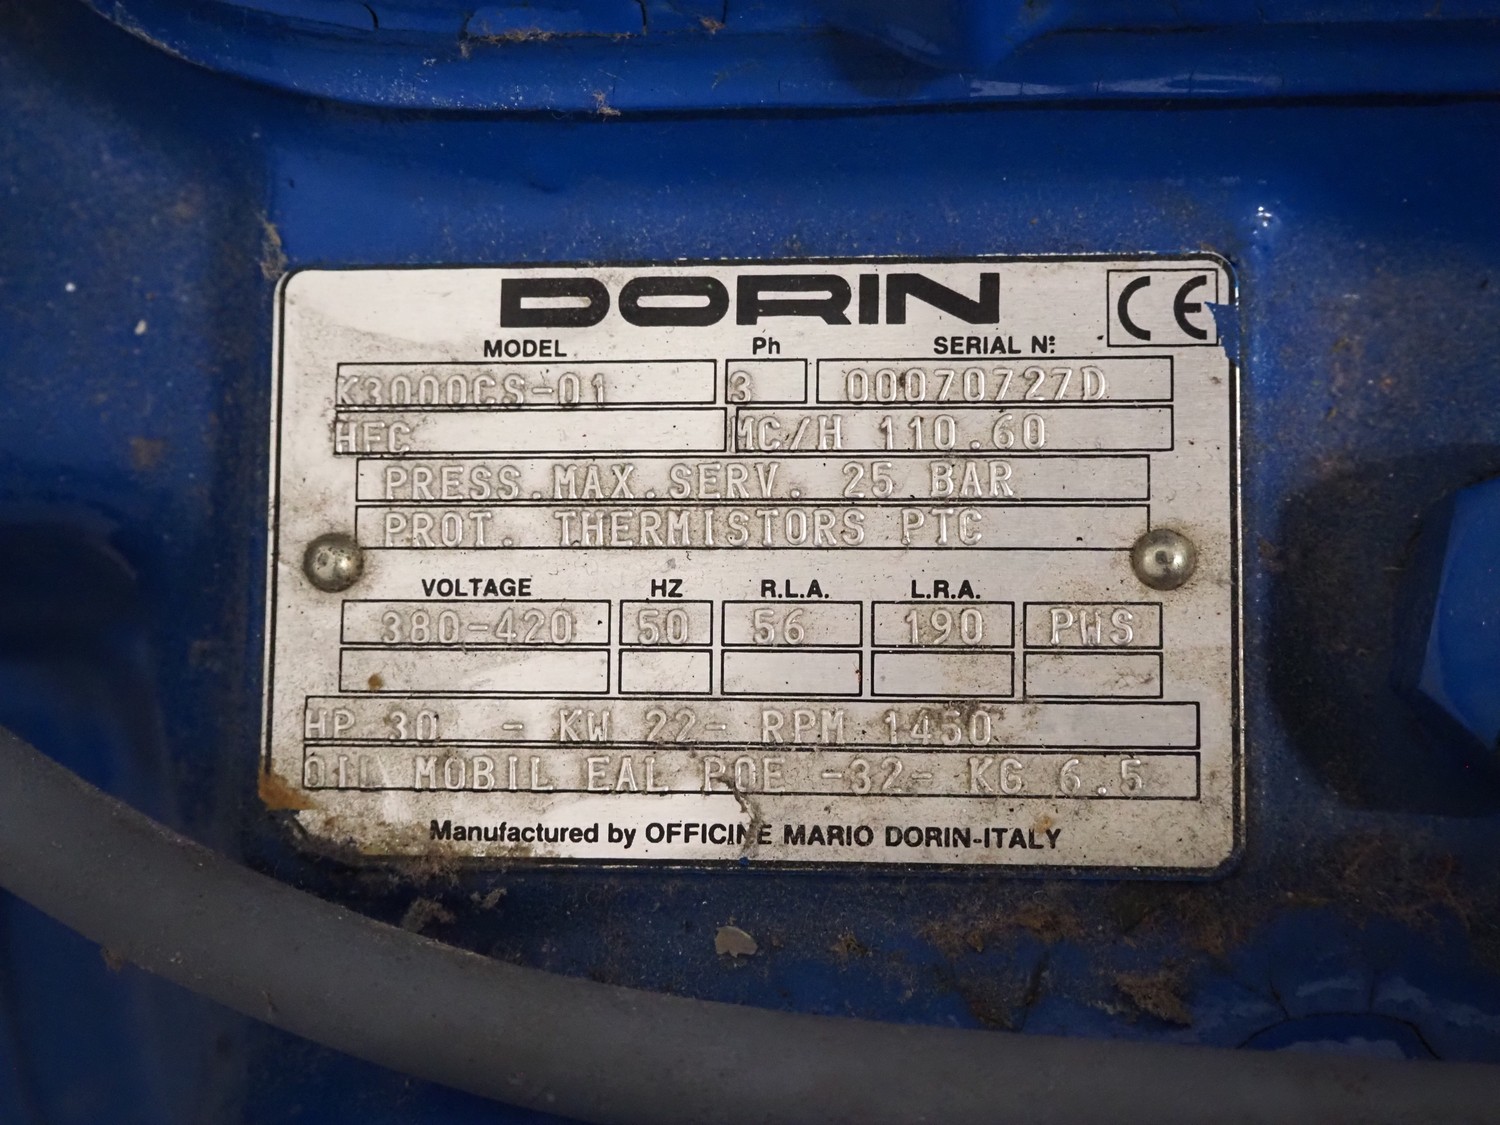 DORIN
CE
MODEL Ph SERIAL Nº:
K3000CS-01 3 00070727D
HFC MC/H 110.60
PRESS.MAX.SERV. 25 BAR
PROT. THERMISTORS PTC
VOLTAGE HZ R.L.A. L.R.A.
380-420 50 56 190 PWS
HP 30 - KW 22- RPM 1450
OIL MOBIL EAL POE -32- KG 6.5
Manufactured by OFFICINE MARIO DORIN-ITALY